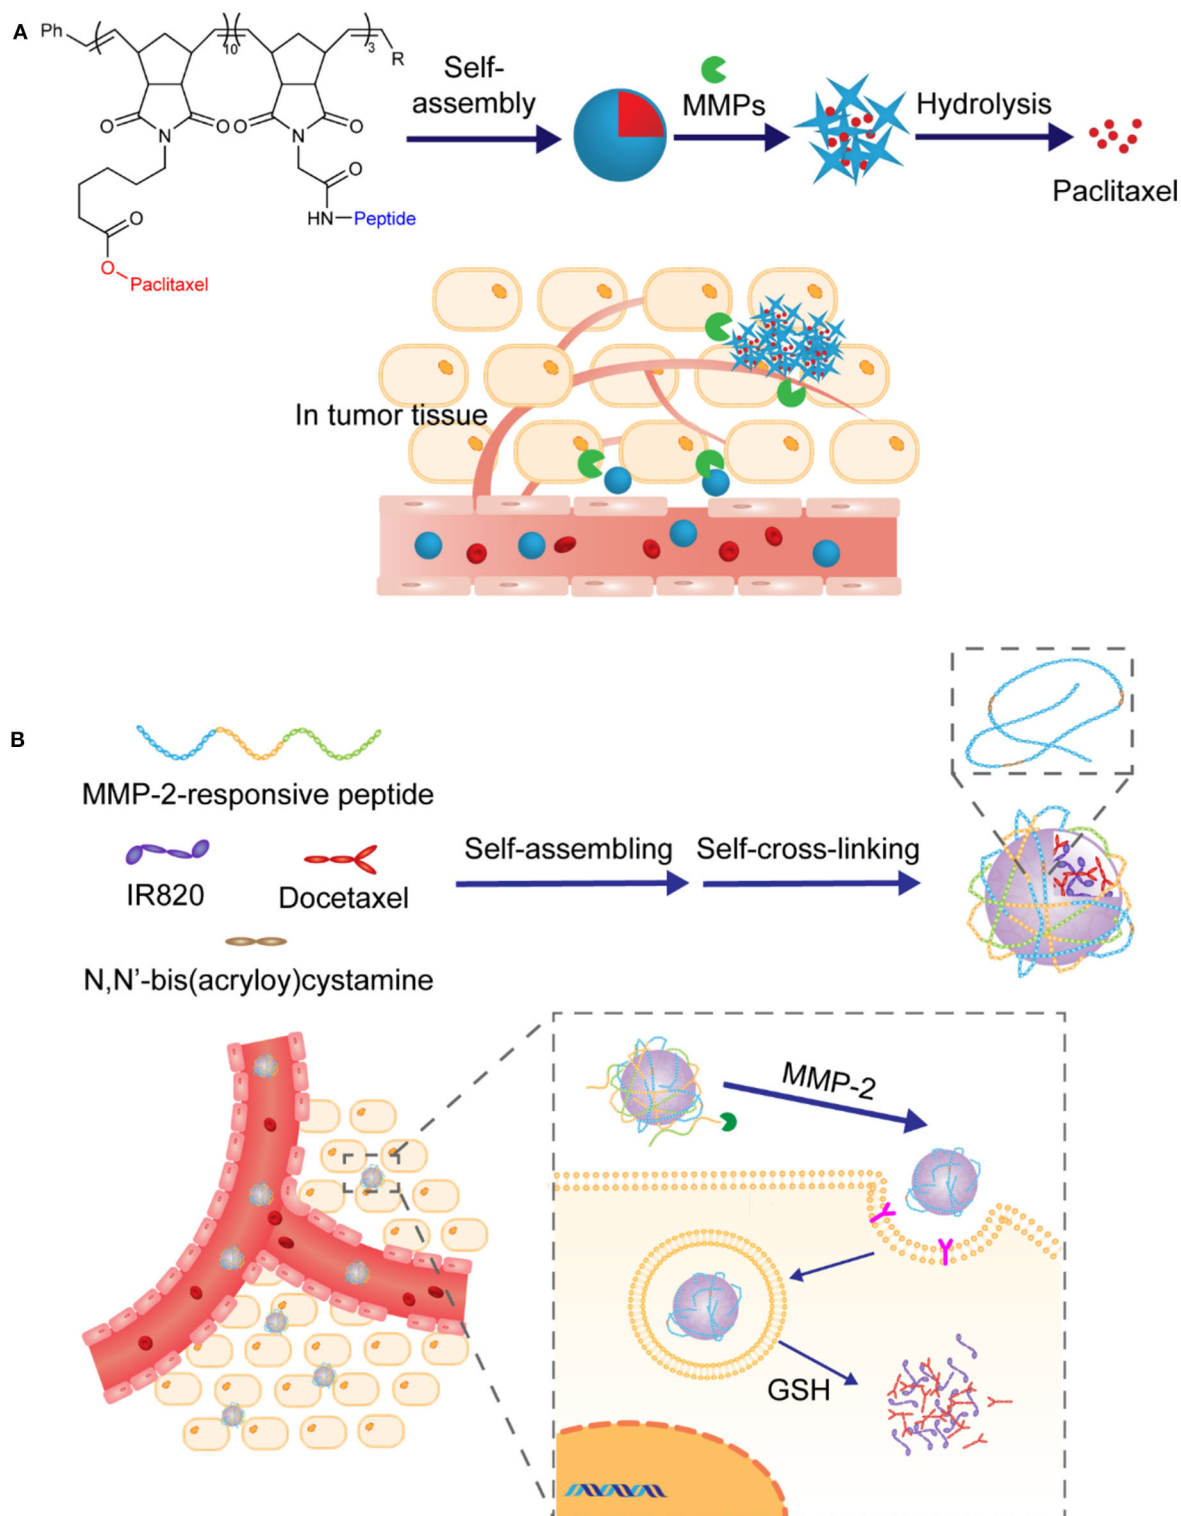 A
Ph
10
3
R
O
O
O
O
N
N
O
HN–Peptide
O
O
Paclitaxel
Self-
assembly
MMPs
Hydrolysis
Paclitaxel
In tumor tissue
B
MMP-2-responsive peptide
IR820
Docetaxel
N,N'-bis(acryloy)cystamine
Self-assembling
Self-cross-linking
MMP-2
GSH